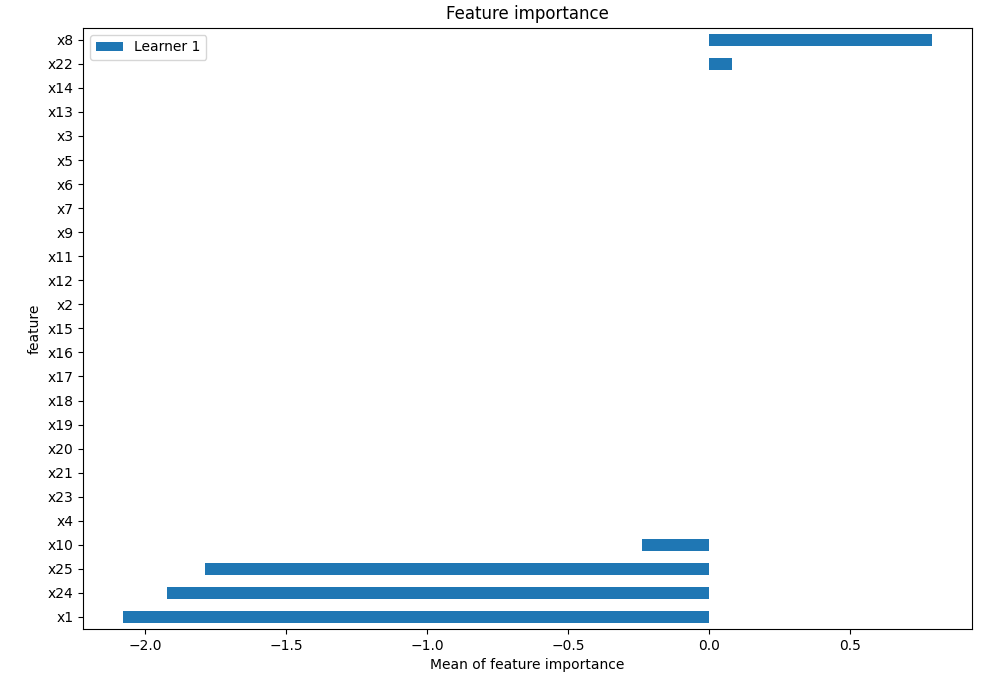 Feature importance
Learner 1
x8
x22
x14
x13
x3
x5
x6
x7
x9
x11
x12
x2
x15
x16
x17
x18
x19
x20
x21
x23
x4
x10
x25
x24
x1
feature
−2.0 −1.5 −1.0 −0.5 0.0 0.5
Mean of feature importance